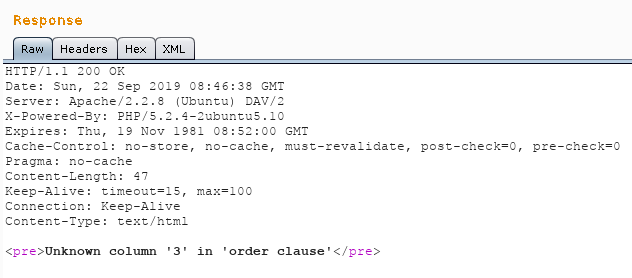 Response
Raw Headers Hex XML
HTTP/1.1 200 OK
Date: Sun, 22 Sep 2019 08:46:38 GMT
Server: Apache/2.2.8 (Ubuntu) DAV/2
X-Powered-By: PHP/5.2.4-2ubuntu5.10
Expires: Thu, 19 Nov 1981 08:52:00 GMT
Cache-Control: no-store, no-cache, must-revalidate, post-check=0, pre-check=0
Pragma: no-cache
Content-Length: 47
Keep-Alive: timeout=15, max=100
Connection: Keep-Alive
Content-Type: text/html
<pre>Unknown column '3' in 'order clause'</pre>